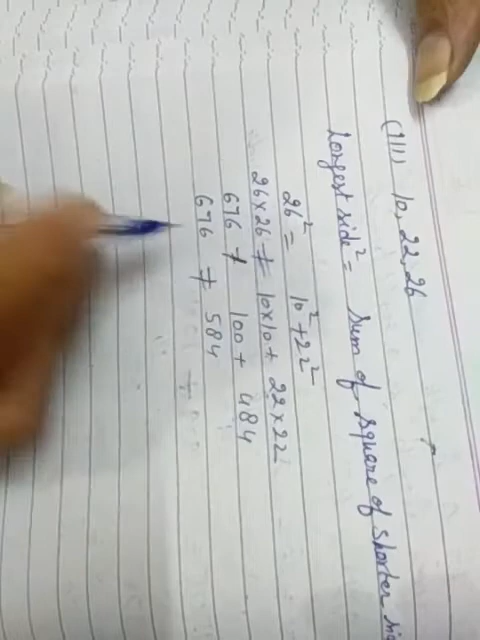 (III) 10, 22, 26
Longest side² = Sum of square of shorter
26² = 10² + 22²
26×26 ≠ 10×10 + 22×22
676 ≠ 100 + 484
676 ≠ 584